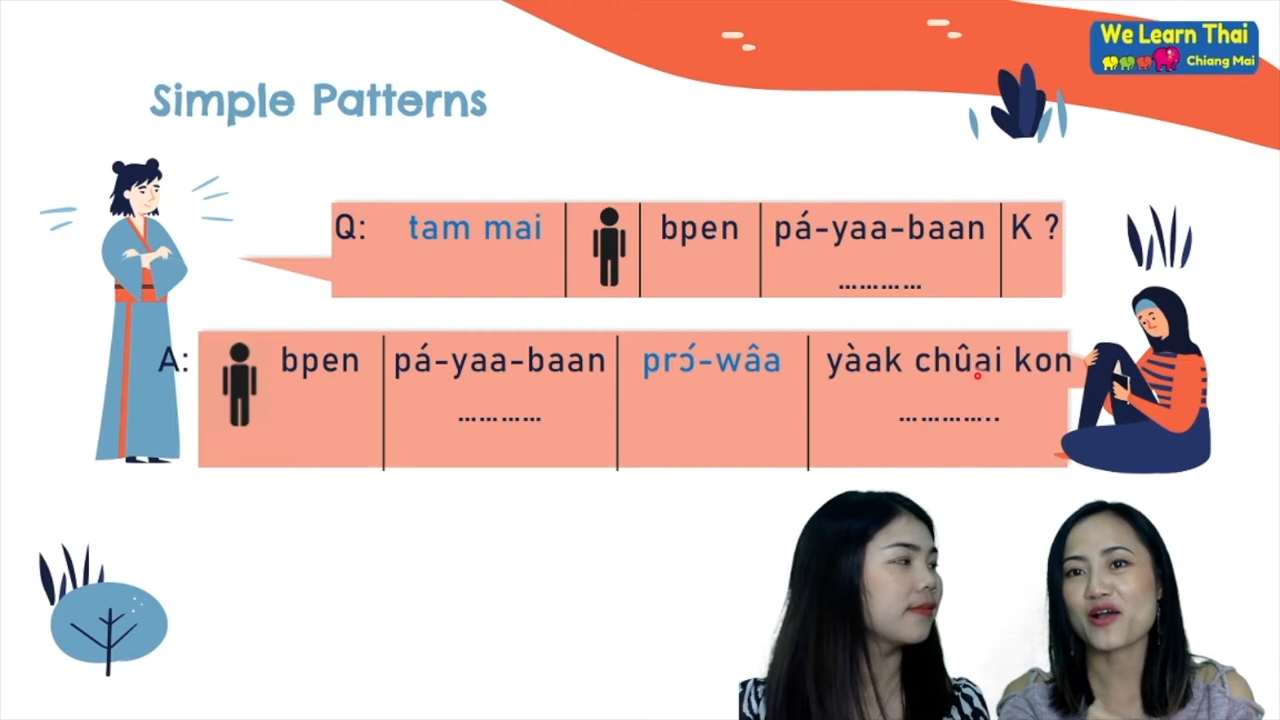 We Learn Thai
Chiang Mai
Simple Patterns
Q: tam mai bpen pá-yaa-baan K ?
…………
A: bpen pá-yaa-baan prɔ́-wâa yàak chûai kon
………… …………..